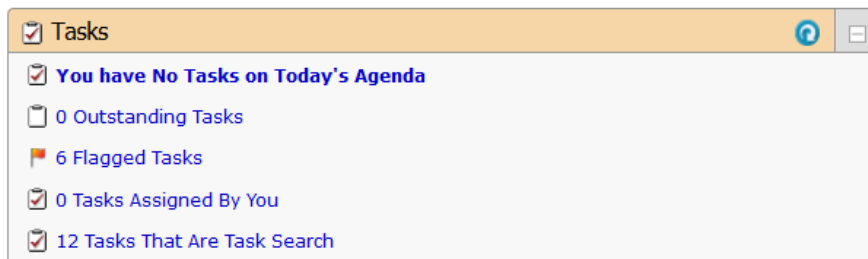 Tasks
You have No Tasks on Today's Agenda
0 Outstanding Tasks
6 Flagged Tasks
0 Tasks Assigned By You
12 Tasks That Are Task Search